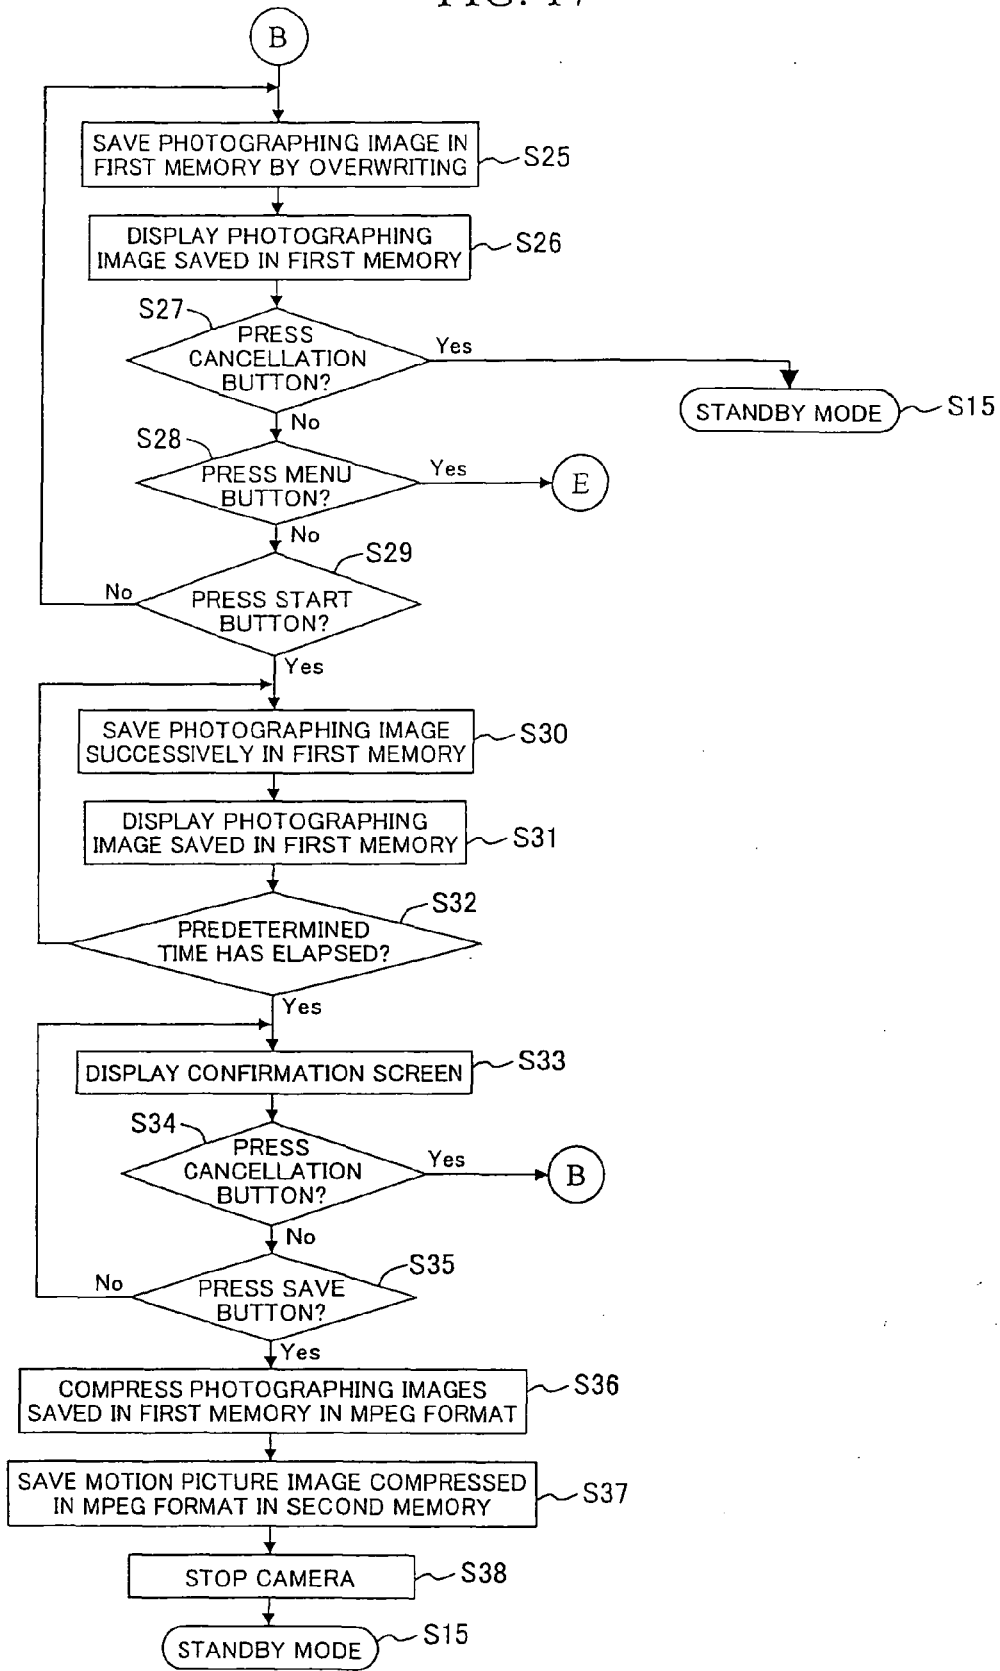 FIG. 17
B
SAVE PHOTOGRAPHING IMAGE IN
FIRST MEMORY BY OVERWRITING
S25
DISPLAY PHOTOGRAPHING
IMAGE SAVED IN FIRST MEMORY
S26
S27
PRESS
CANCELLATION
BUTTON?
Yes
STANDBY MODE
S15
No
S28
PRESS MENU
BUTTON?
Yes
E
No
S29
PRESS START
BUTTON?
No
Yes
SAVE PHOTOGRAPHING IMAGE
SUCCESSIVELY IN FIRST MEMORY
S30
DISPLAY PHOTOGRAPHING
IMAGE SAVED IN FIRST MEMORY
S31
S32
PREDETERMINED
TIME HAS ELAPSED?
Yes
DISPLAY CONFIRMATION SCREEN
S33
S34
PRESS
CANCELLATION
BUTTON?
Yes
B
No
S35
PRESS SAVE
BUTTON?
No
Yes
COMPRESS PHOTOGRAPHING IMAGES
SAVED IN FIRST MEMORY IN MPEG FORMAT
S36
SAVE MOTION PICTURE IMAGE COMPRESSED
IN MPEG FORMAT IN SECOND MEMORY
S37
STOP CAMERA
S38
STANDBY MODE
S15